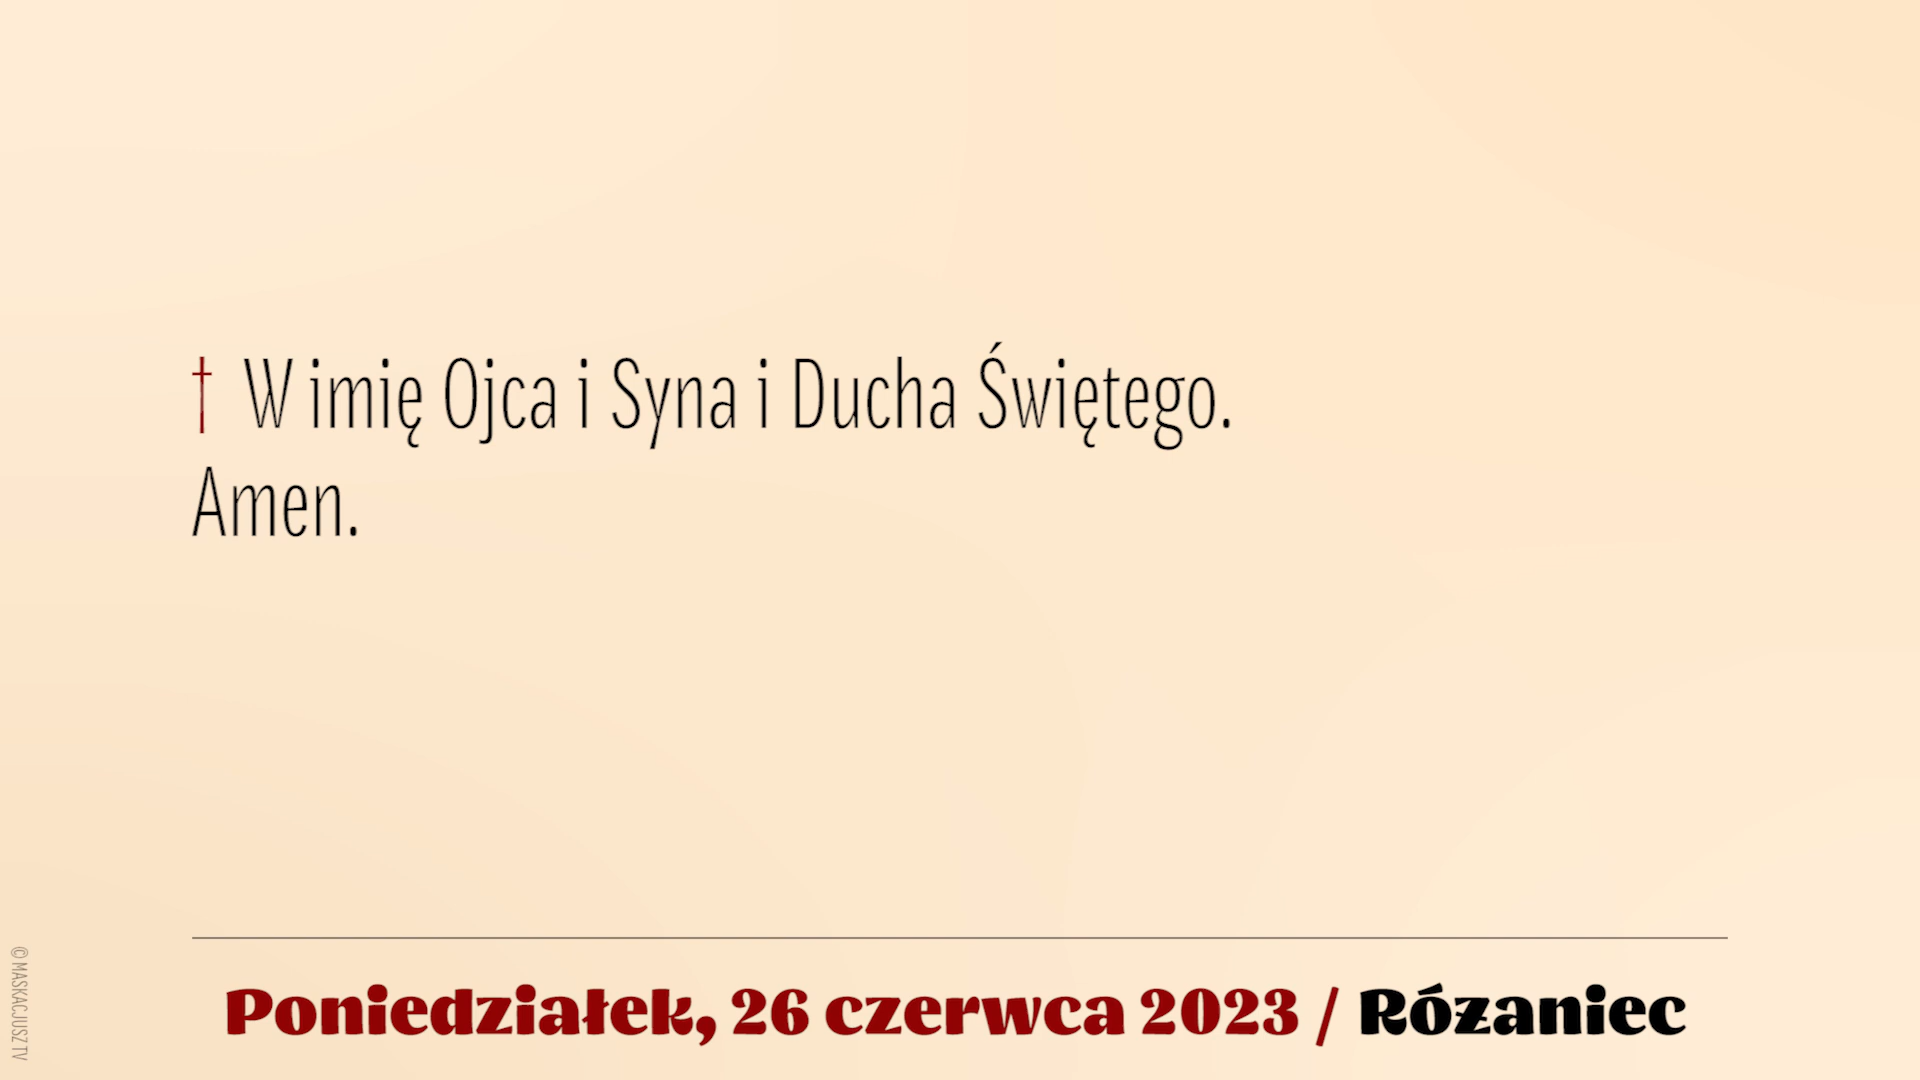 † W imię Ojca i Syna i Ducha Świętego.
Amen.
Poniedziałek, 26 czerwca 2023 / Różaniec
© MASKACJUSZ TV